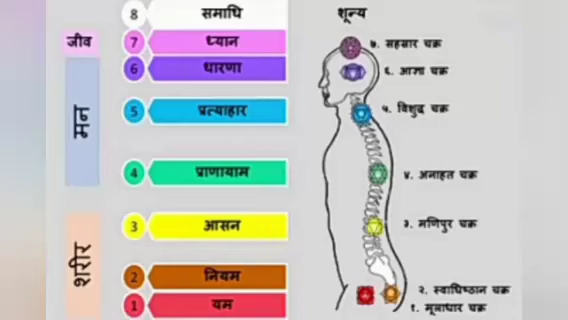 8 समाधि शून्य
जीव 7 ध्यान ७. सहस्रार चक्र
6 धारणा ६. आज्ञा चक्र
मन 5 प्रत्याहार ५. विशुद्ध चक्र
4 प्राणायाम ४. अनाहत चक्र
3 आसन ३. मणिपुर चक्र
शरीर 2 नियम २. स्वाधिष्ठान चक्र
1 यम १. मूलाधार चक्र